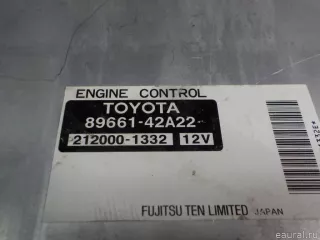 ENGINE CONTROL
TOYOTA
89661-42A22
212000-1332 12V
FUJITSU TEN LIMITED JAPAN
eaural.ru